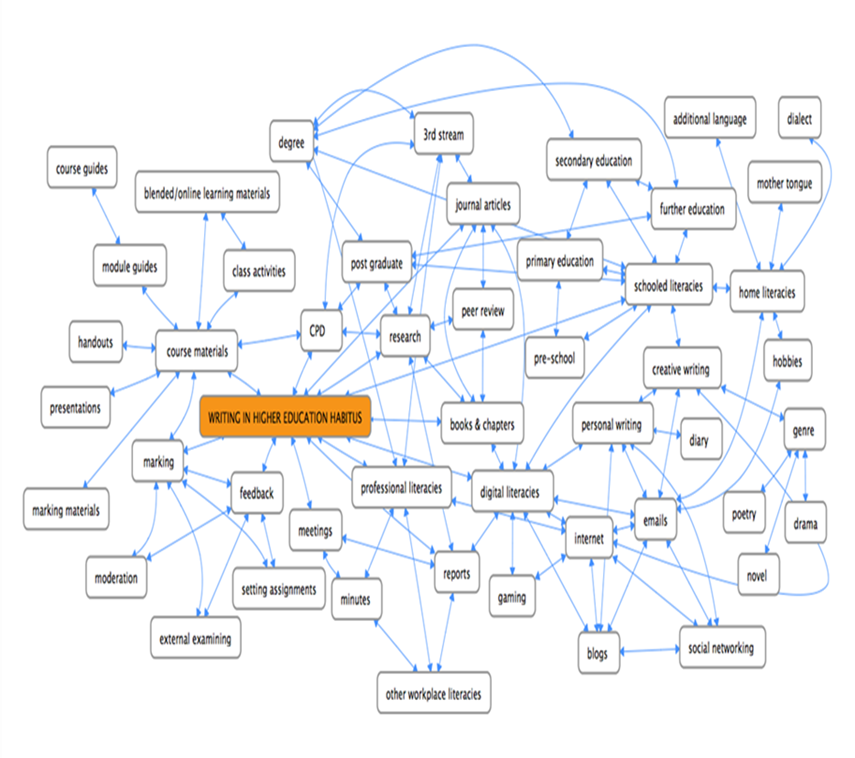 additional language
dialect
3rd stream
degree
secondary education
course guides
blended/online learning materials
mother tongue
journal articles
further education
module guides
class activities
post graduate
primary education
schooled literacies
home literacies
peer review
handouts
course materials
CPD
research
pre-school
creative writing
hobbies
presentations
WRITING IN HIGHER EDUCATION HABITUS
books & chapters
personal writing
diary
genre
marking
feedback
professional literacies
digital literacies
marking materials
meetings
internet
emails
poetry
drama
moderation
setting assignments
minutes
reports
gaming
novel
external examining
blogs
social networking
other workplace literacies